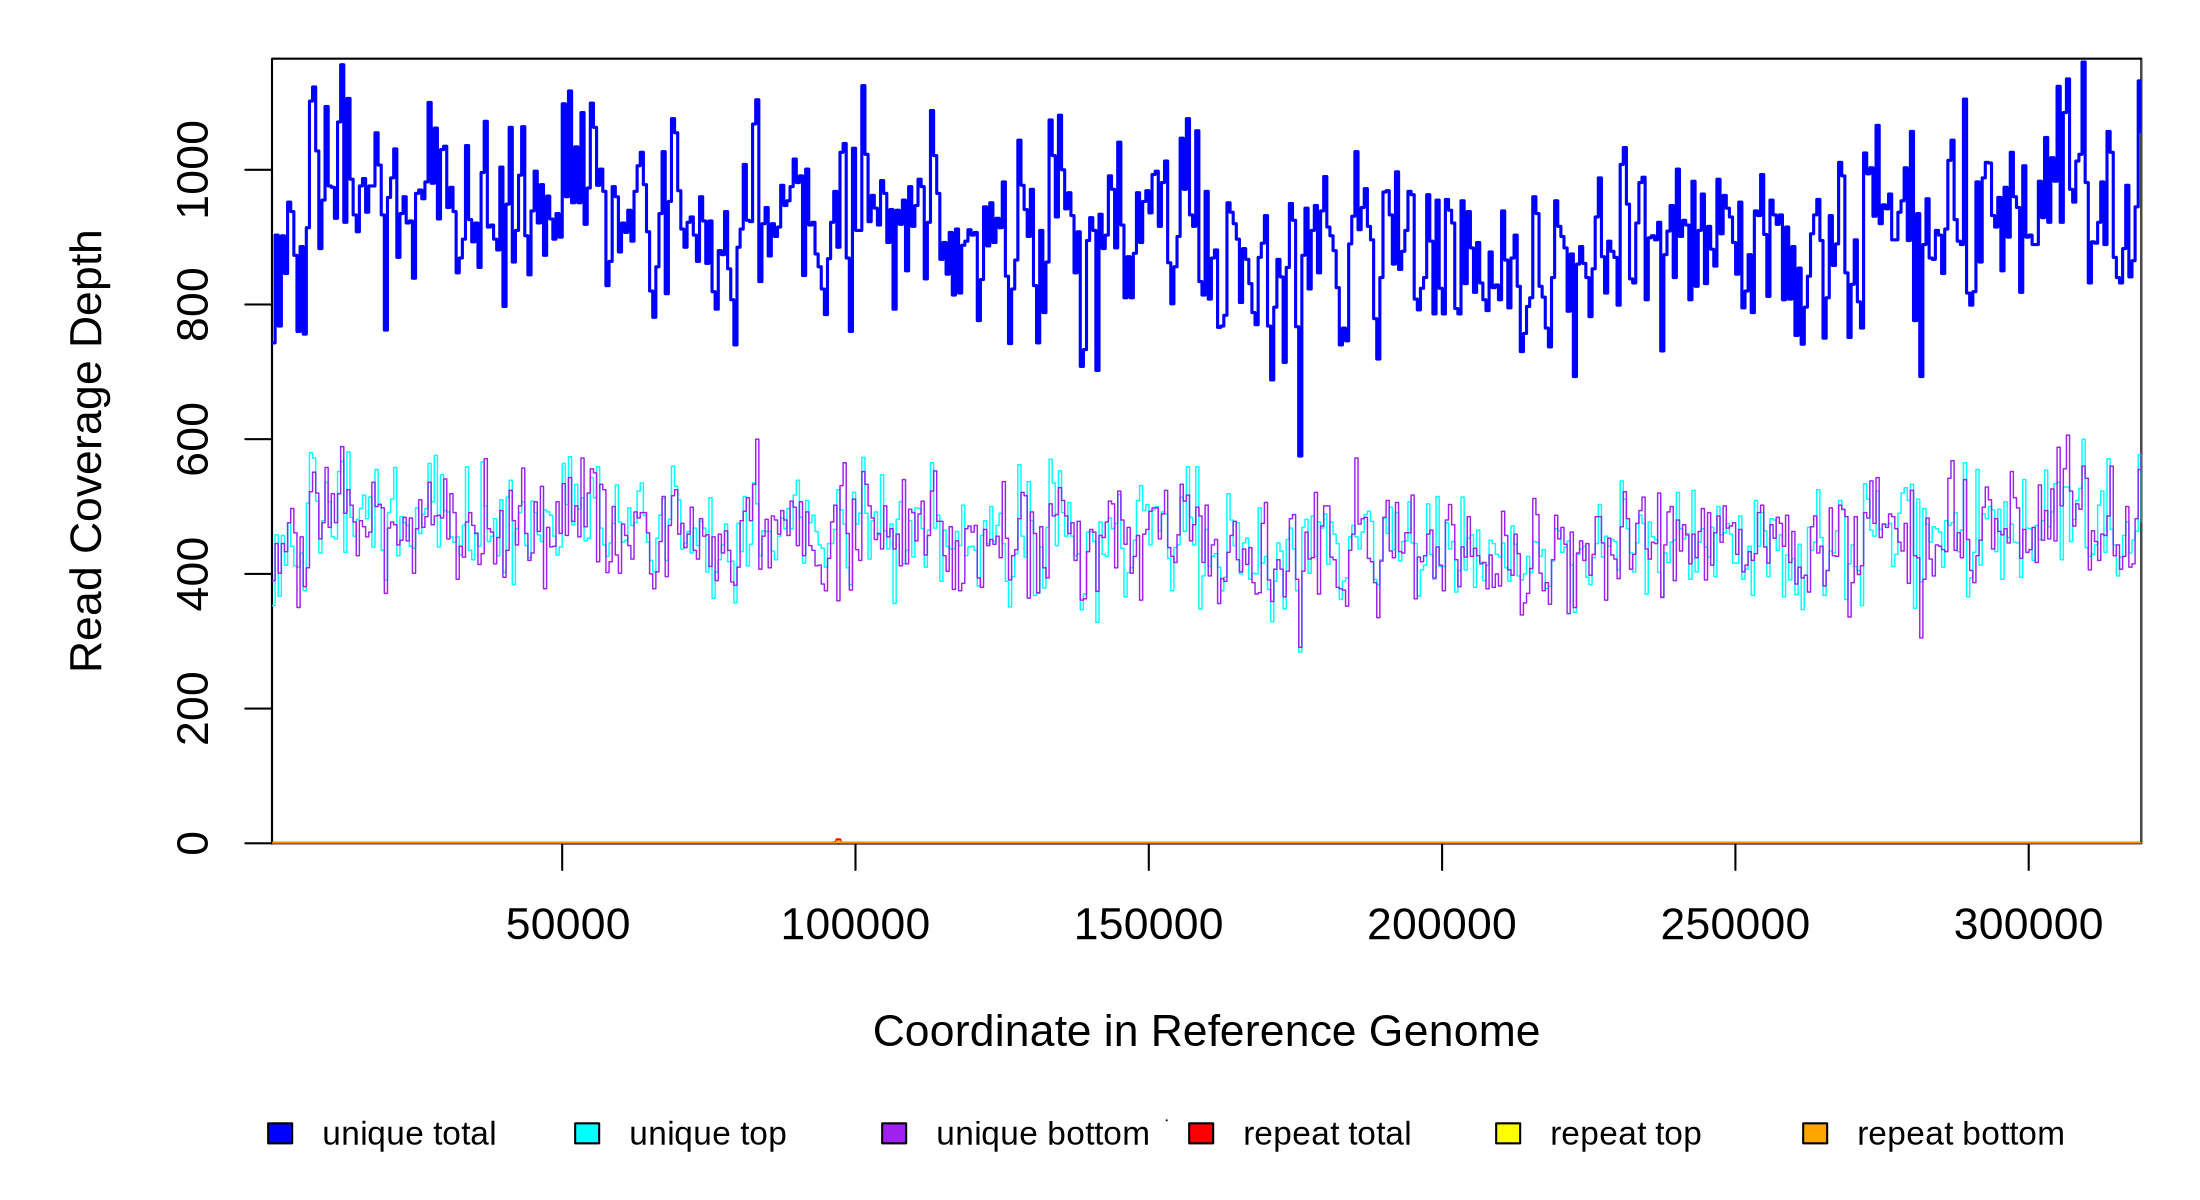 Read Coverage Depth
1000
800
600
400
200
0
50000 100000 150000 200000 250000 300000
Coordinate in Reference Genome
unique total unique top unique bottom repeat total repeat top repeat bottom